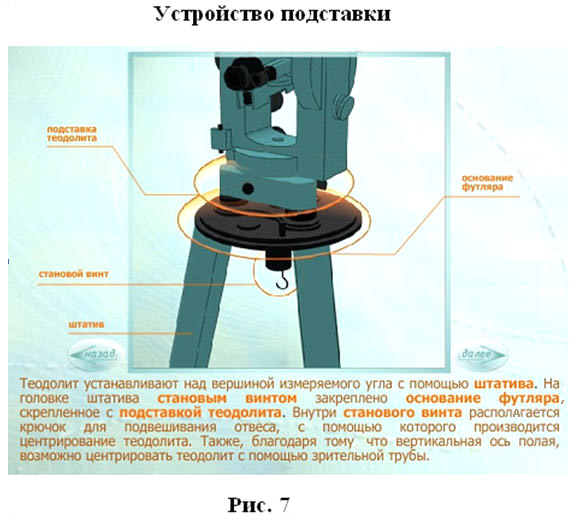 Устройство подставки
подставка
теодолита
основание
футляра
становой винт
штатив
назад
далее
Теодолит устанавливают над вершиной измеряемого угла с помощью штатива. На
головке штатива становым винтом закреплено основание футляра,
скрепленное с подставкой теодолита. Внутри станового винта располагается
крючок для подвешивания отвеса, с помощью которого производится
центрирование теодолита. Также, благодаря тому что вертикальная ось полая,
возможно центрировать теодолит с помощью зрительной трубы.
Рис. 7